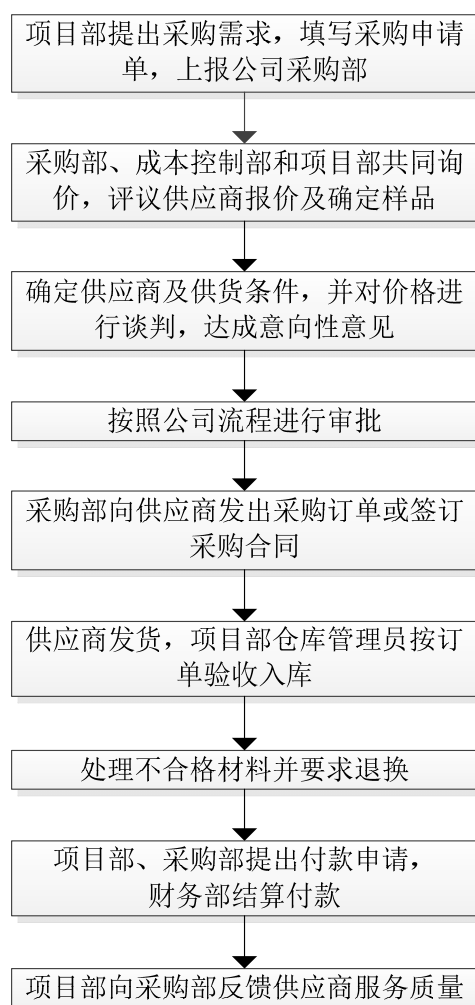 项目部提出采购需求，填写采购申请
单，上报公司采购部
采购部、成本控制部和项目部共同询
价，评议供应商报价及确定样品
确定供应商及供货条件，并对价格进
行谈判，达成意向性意见
按照公司流程进行审批
采购部向供应商发出采购订单或签订
采购合同
供应商发货，项目部仓库管理员按订
单验收入库
处理不合格材料并要求退换
项目部、采购部提出付款申请，
财务部结算付款
项目部向采购部反馈供应商服务质量